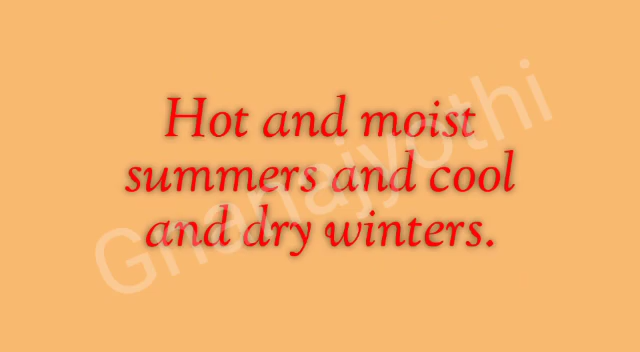 Hot and moist
summers and cool
and dry winters.
Gnanajyothi